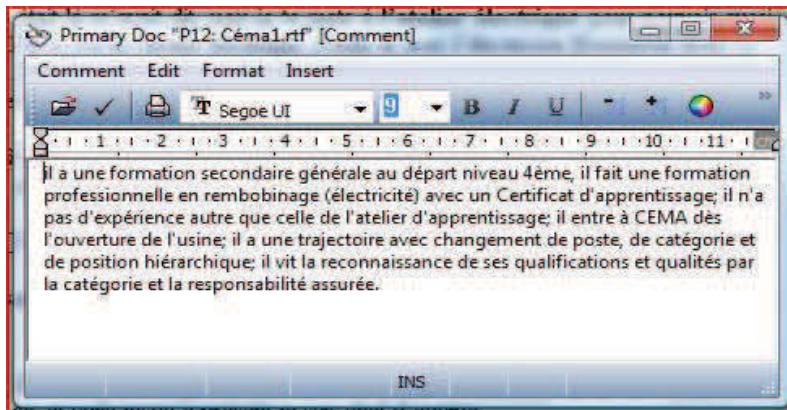 l'atelier électrique
Primary Doc "P12: Céma1.rtf" [Comment]
Comment Edit Format Insert
Segoe UI 9 B I U - + »
1 2 3 4 5 6 7 8 9 10 11
il a une formation secondaire générale au départ niveau 4ème, il fait une formation
professionnelle en rembobinage (électricité) avec un Certificat d'apprentissage; il n'a
pas d'expérience autre que celle de l'atelier d'apprentissage; il entre à CEMA dès
l'ouverture de l'usine; il a une trajectoire avec changement de poste, de catégorie et
de position hiérarchique; il vit la reconnaissance de ses qualifications et qualités par
la catégorie et la responsabilité assurée.
INS